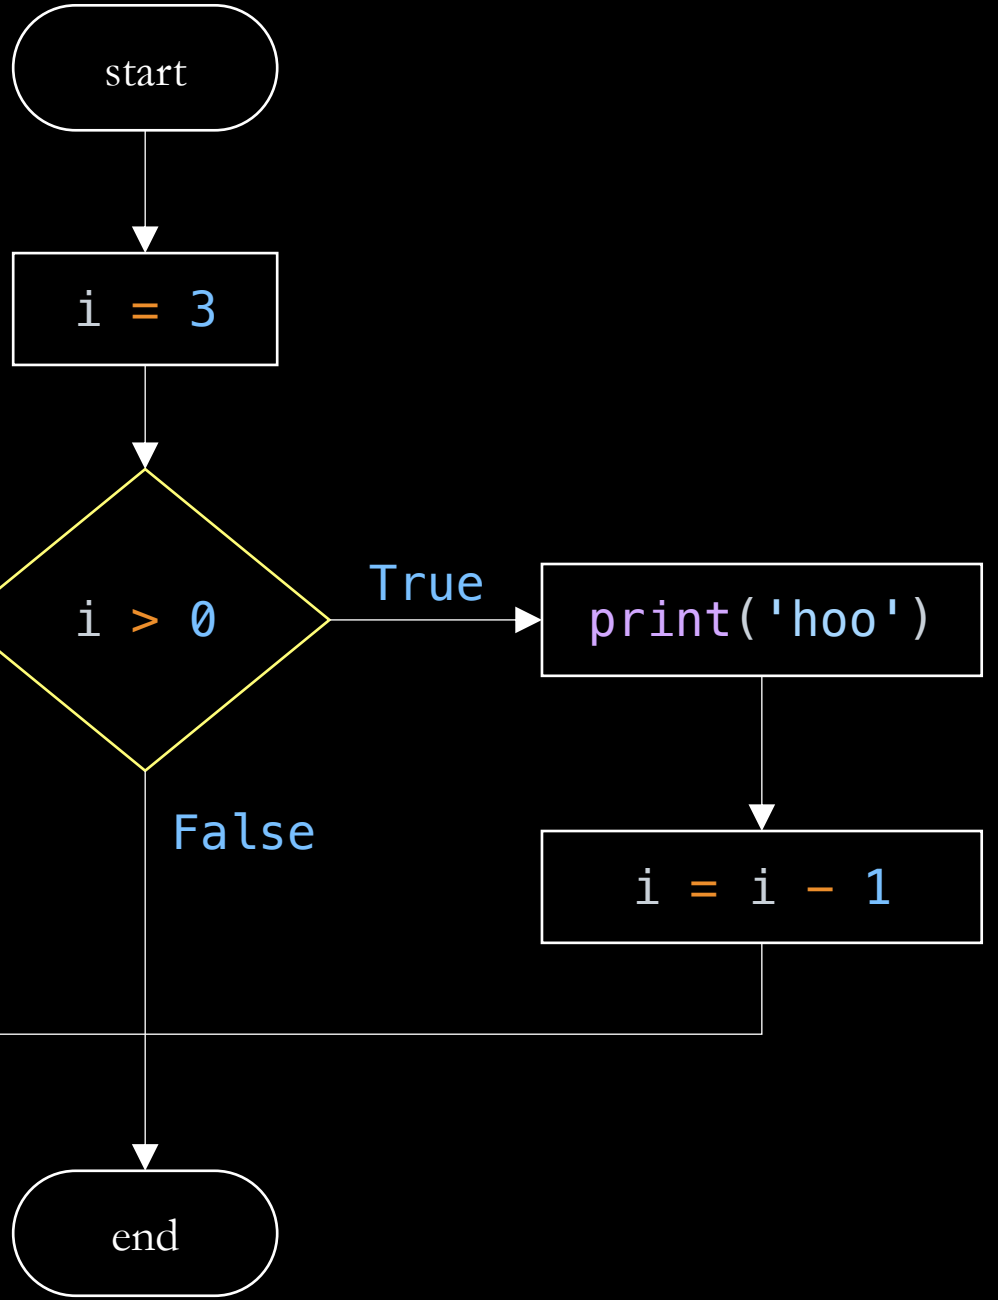 start
i = 3
i > 0
True
print('hoo')
False
i = i - 1
end